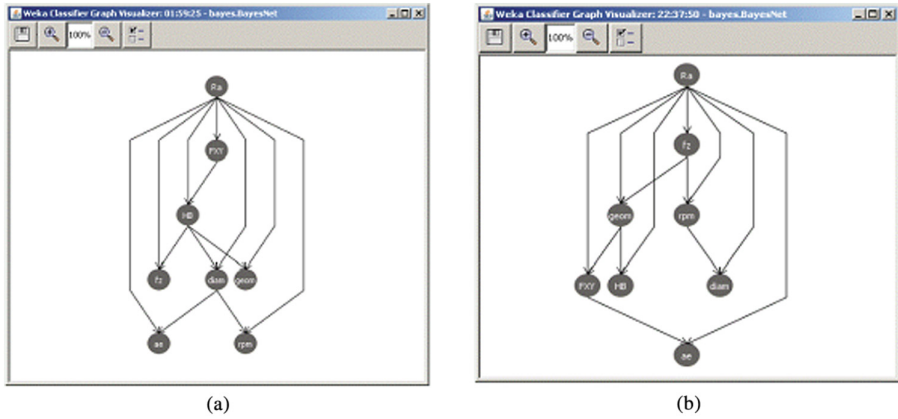 Weka Classifier Graph Visualizer: 01:59:25 - bayes.BayesNet
100%
Ra
FXY
HB
fz
diam
geom
ae
rpm
(a)
Weka Classifier Graph Visualizer: 22:37:50 - bayes.BayesNet
100%
Ra
fz
geom
rpm
FXY
HB
diam
ae
(b)